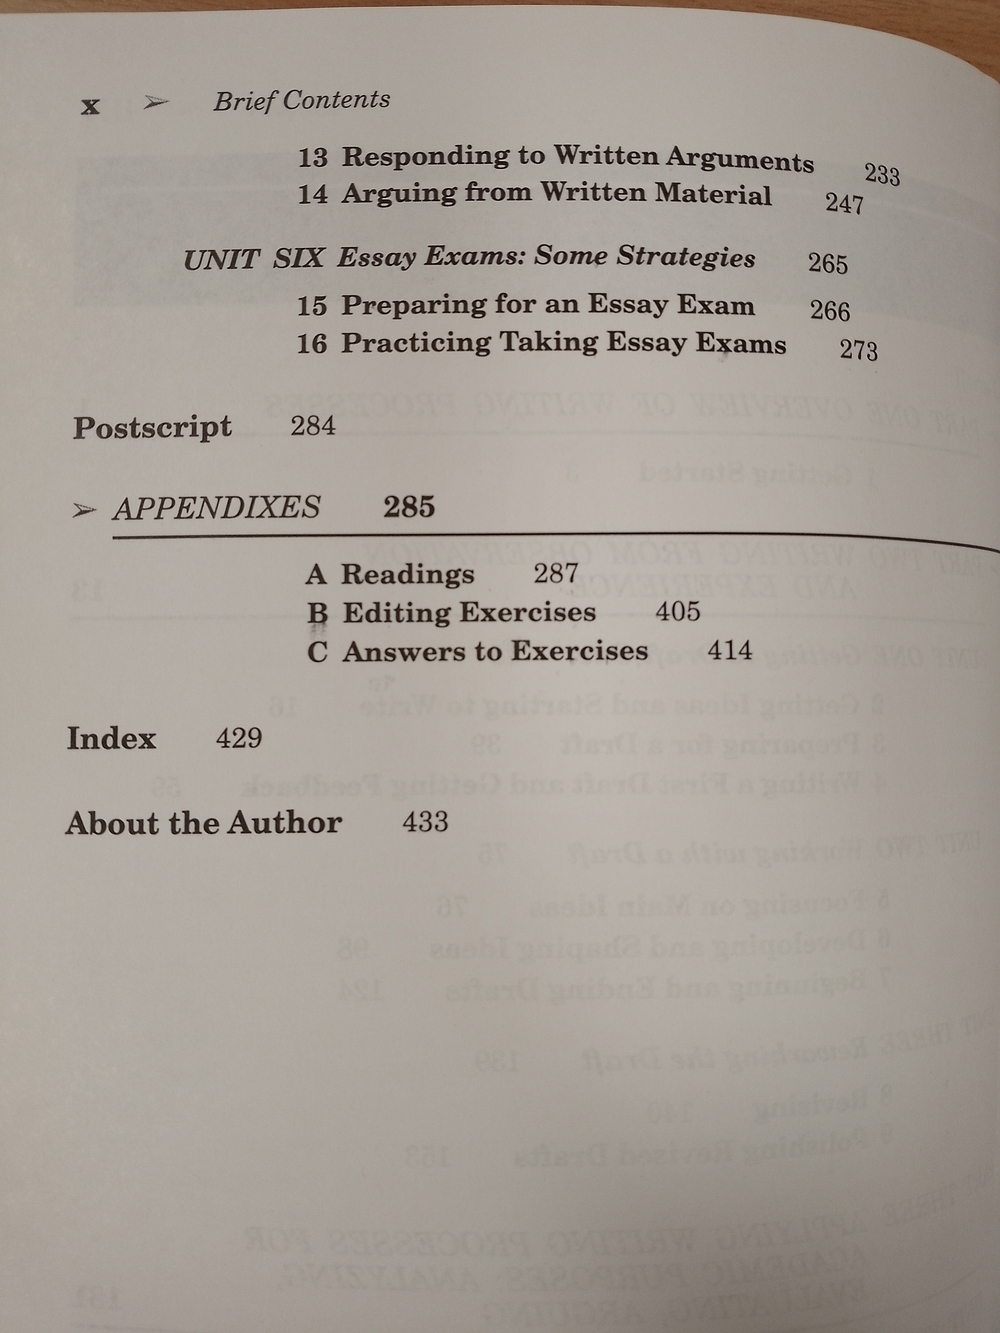 x ➢ Brief Contents
13 Responding to Written Arguments 233
14 Arguing from Written Material 247
UNIT SIX Essay Exams: Some Strategies 265
15 Preparing for an Essay Exam 266
16 Practicing Taking Essay Exams 273
Postscript 284
➢ APPENDIXES 285
A Readings 287
B Editing Exercises 405
C Answers to Exercises 414
Index 429
About the Author 433